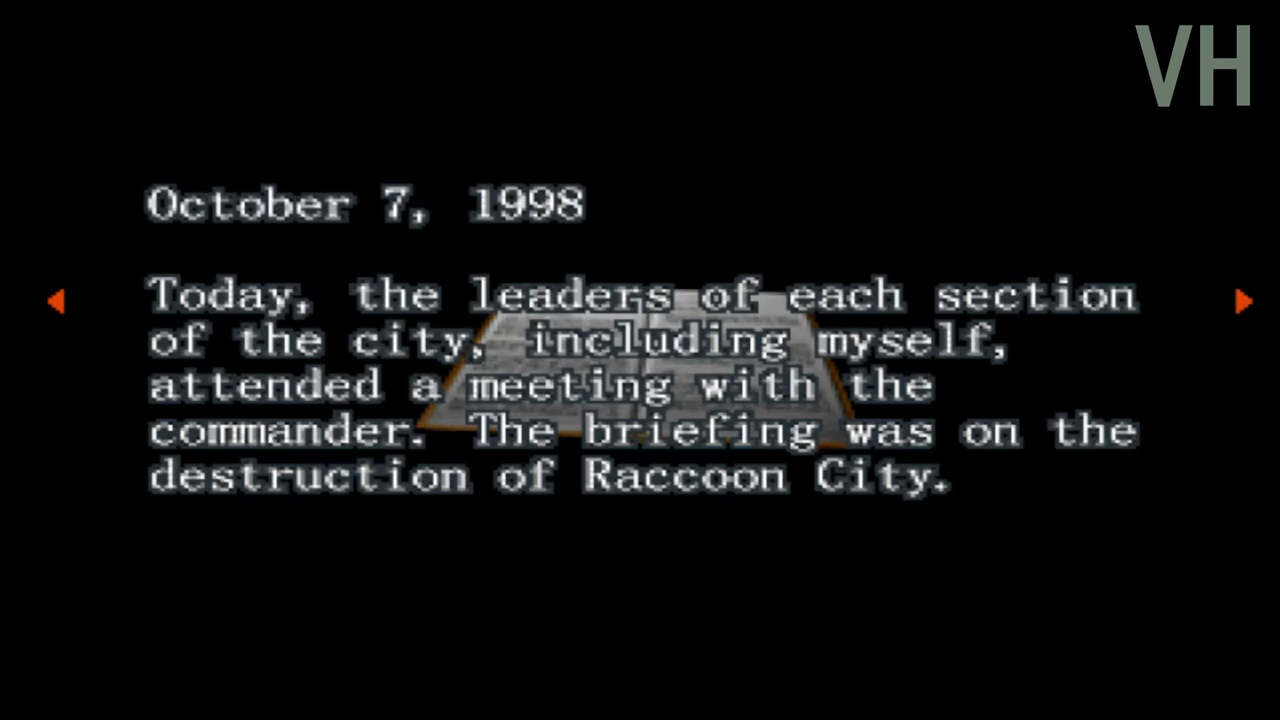 VH
October 7, 1998
Today, the leaders of each section
of the city, including myself,
attended a meeting with the
commander. The briefing was on the
destruction of Raccoon City.